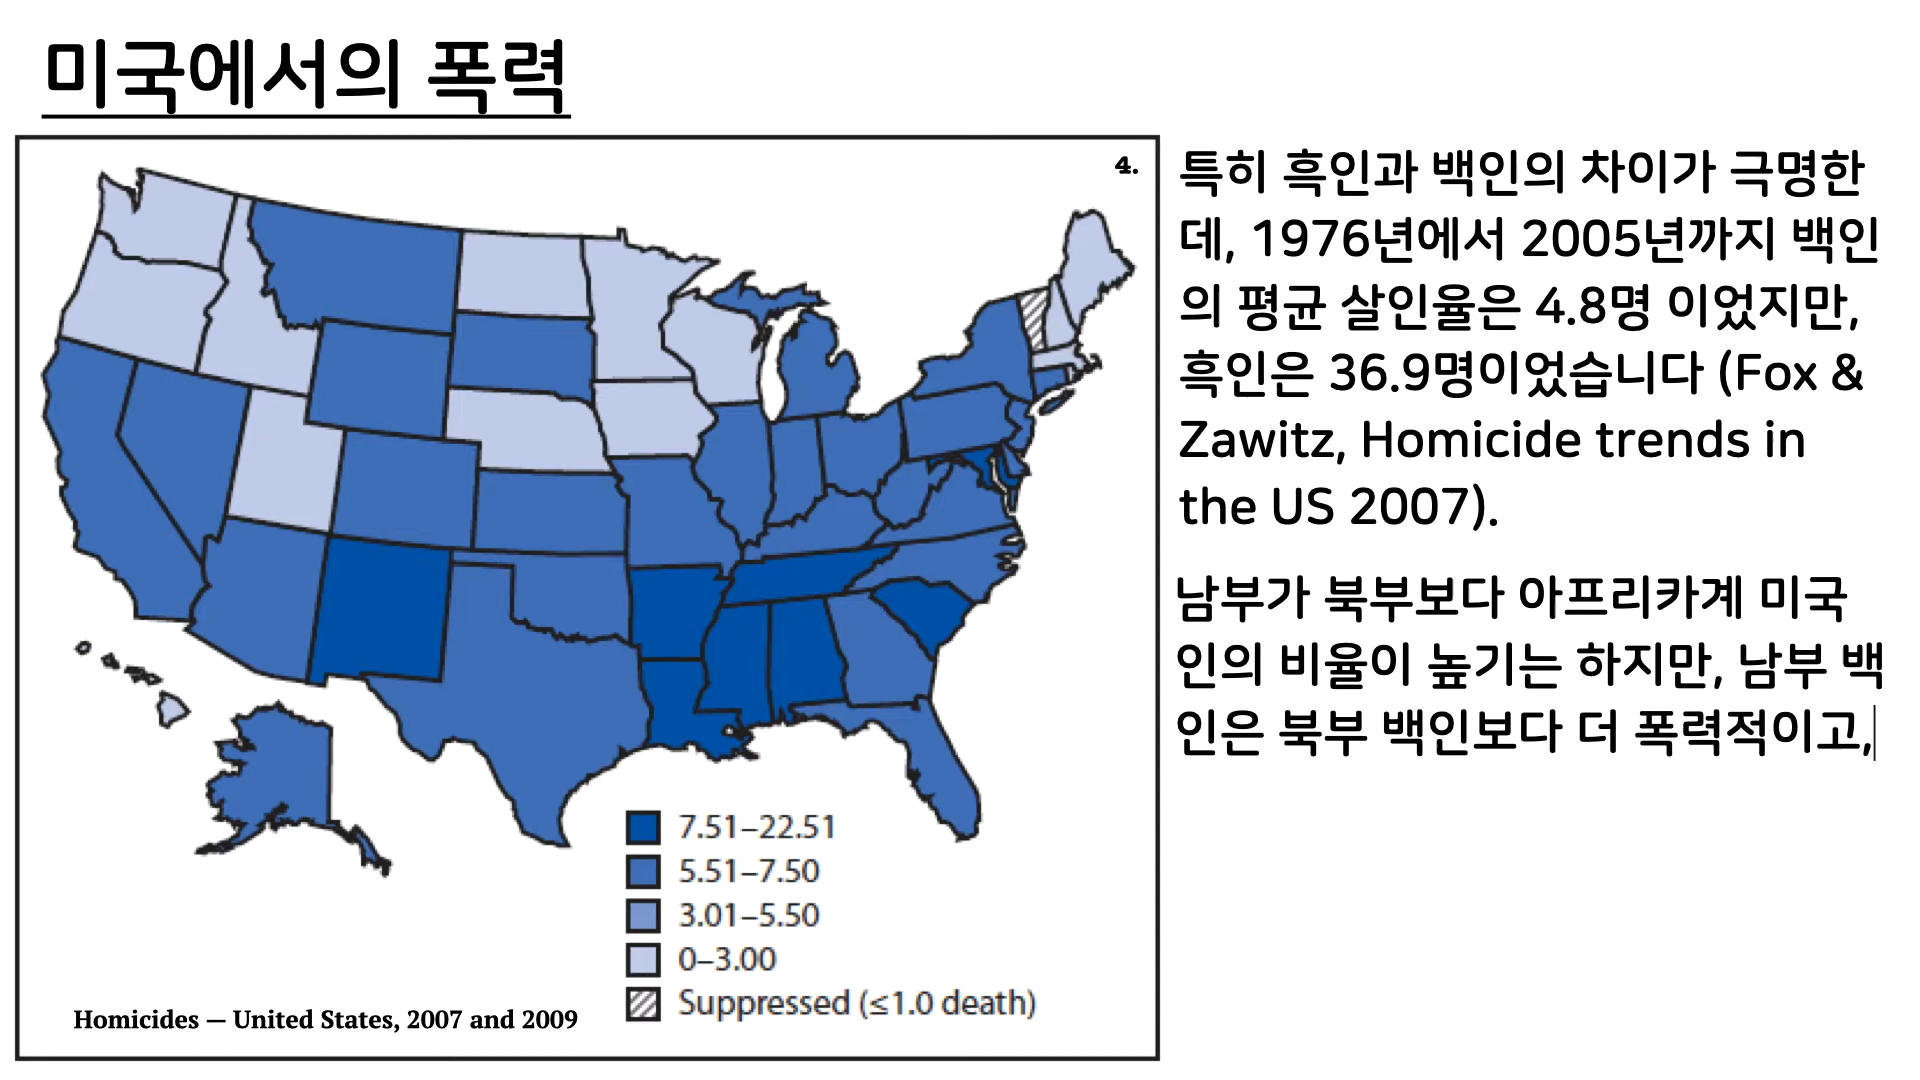 미국에서의 폭력
4.
7.51–22.51
5.51–7.50
3.01–5.50
0–3.00
Suppressed (≤1.0 death)
Homicides — United States, 2007 and 2009
특히 흑인과 백인의 차이가 극명한
데, 1976년에서 2005년까지 백인
의 평균 살인율은 4.8명 이었지만,
흑인은 36.9명이었습니다 (Fox &
Zawitz, Homicide trends in
the US 2007).
남부가 북부보다 아프리카계 미국
인의 비율이 높기는 하지만, 남부 백
인은 북부 백인보다 더 폭력적이고,